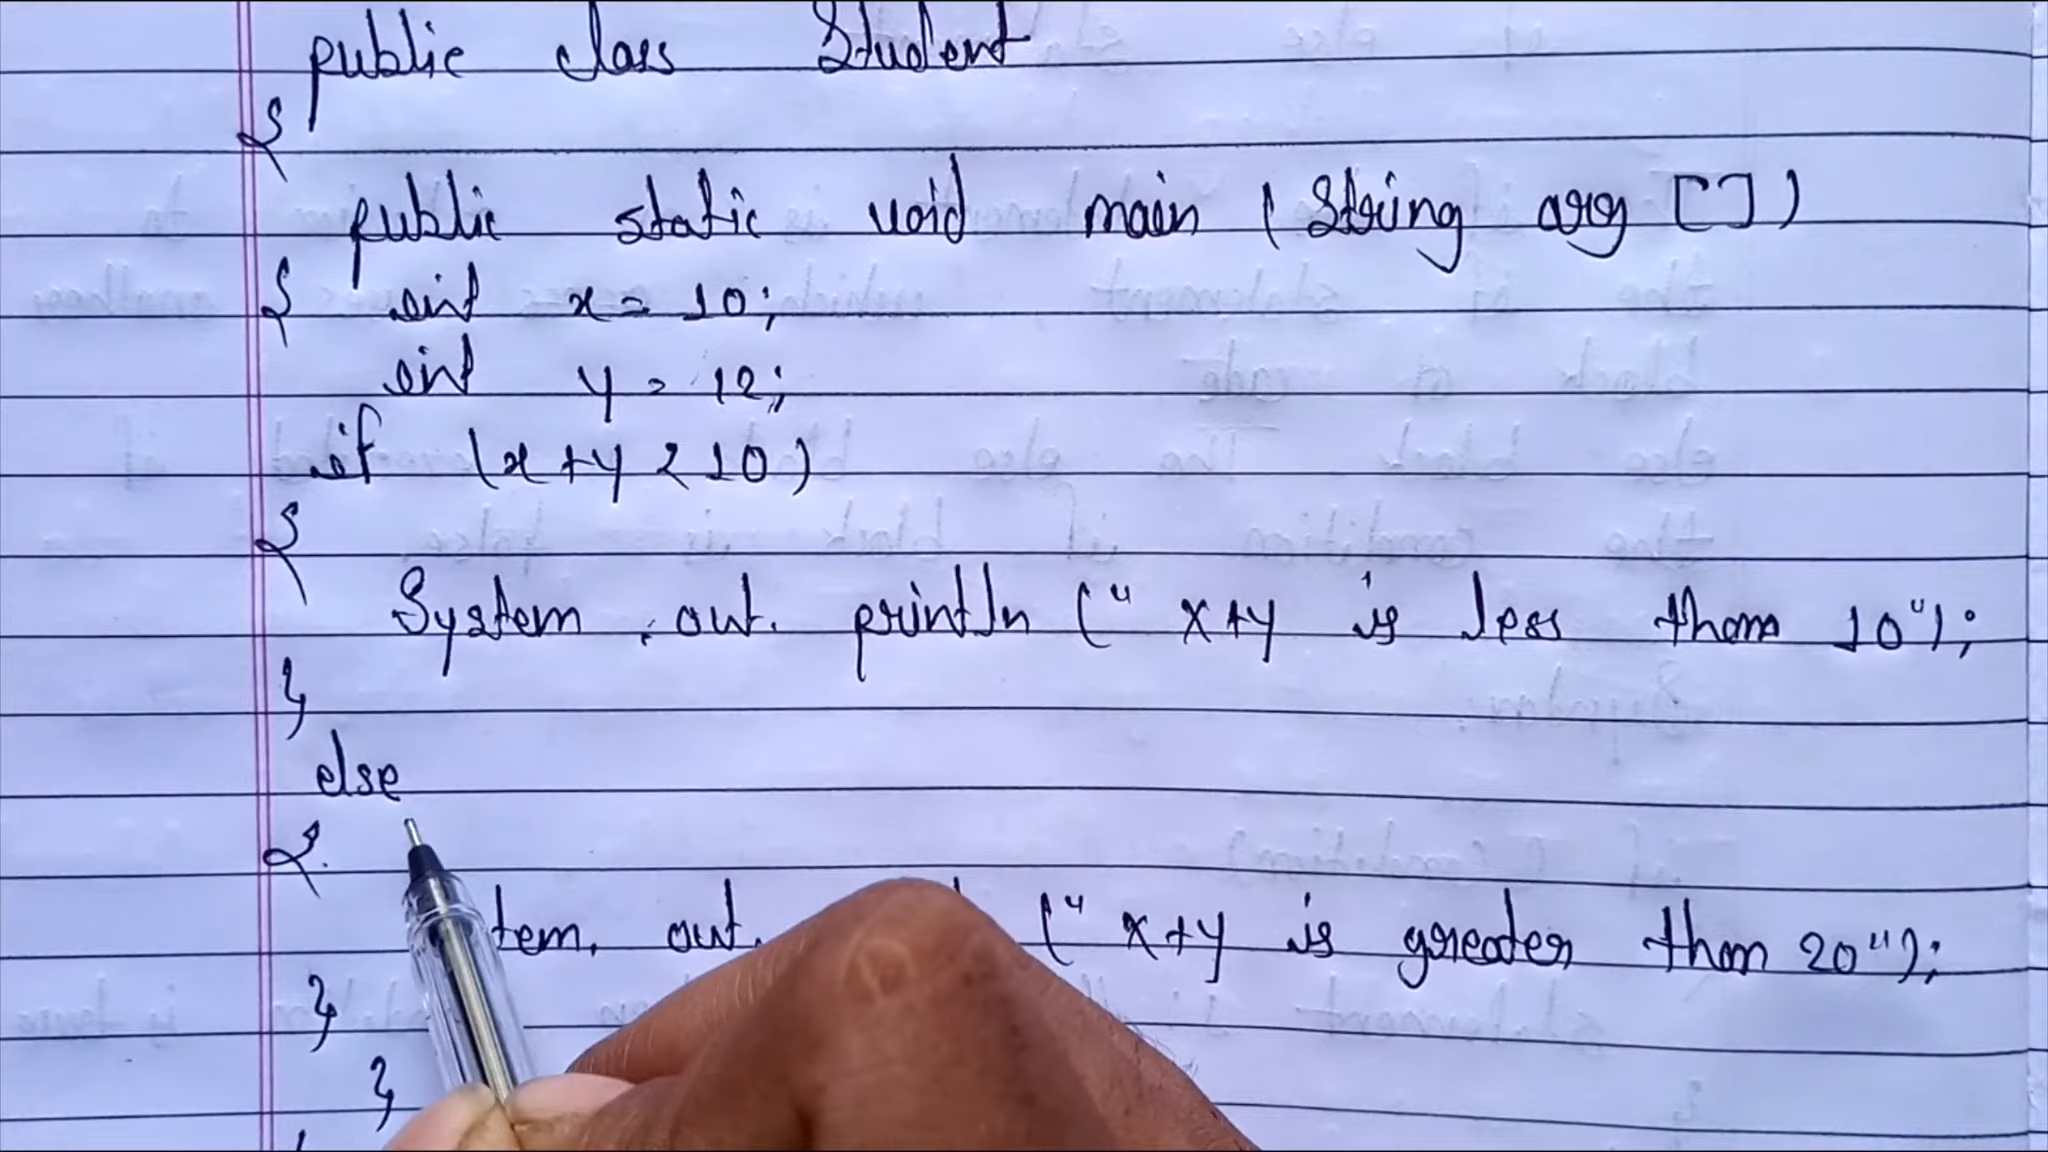 public class Student
{
public static void main (String arg [])
{ int x = 10;
int y = 12;
if (x+y < 10)
{
System . out. println (" x+y is less than 10");
}
else
{
tem. out. (" x+y is greater than 20");
}
}